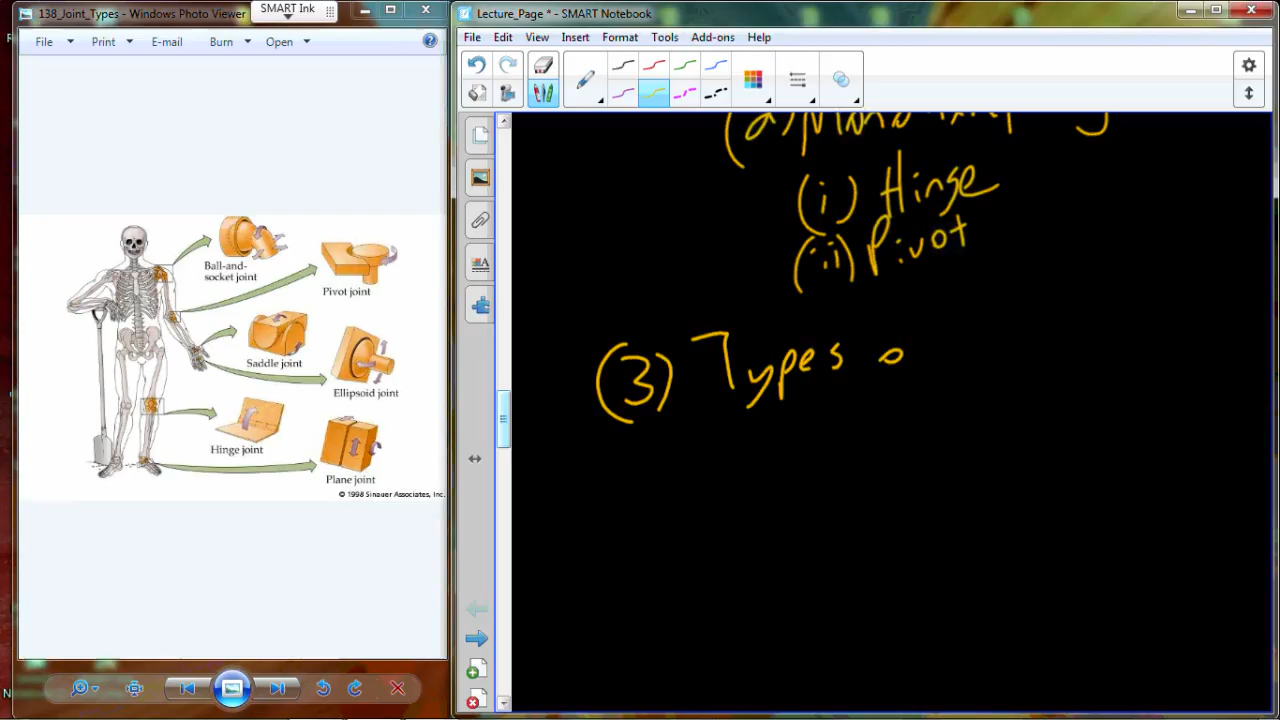 138_Joint_Types - Windows Photo Viewer
SMART Ink
File Print E-mail Burn Open
Ball-and-
socket joint
Pivot joint
Saddle joint
Ellipsoid joint
Hinge joint
Plane joint
© 1998 Sinauer Associates, Inc.
Lecture_Page * - SMART Notebook
File Edit View Insert Format Tools Add-ons Help
(i) Hinge
(ii) Pivot
(3) Types o